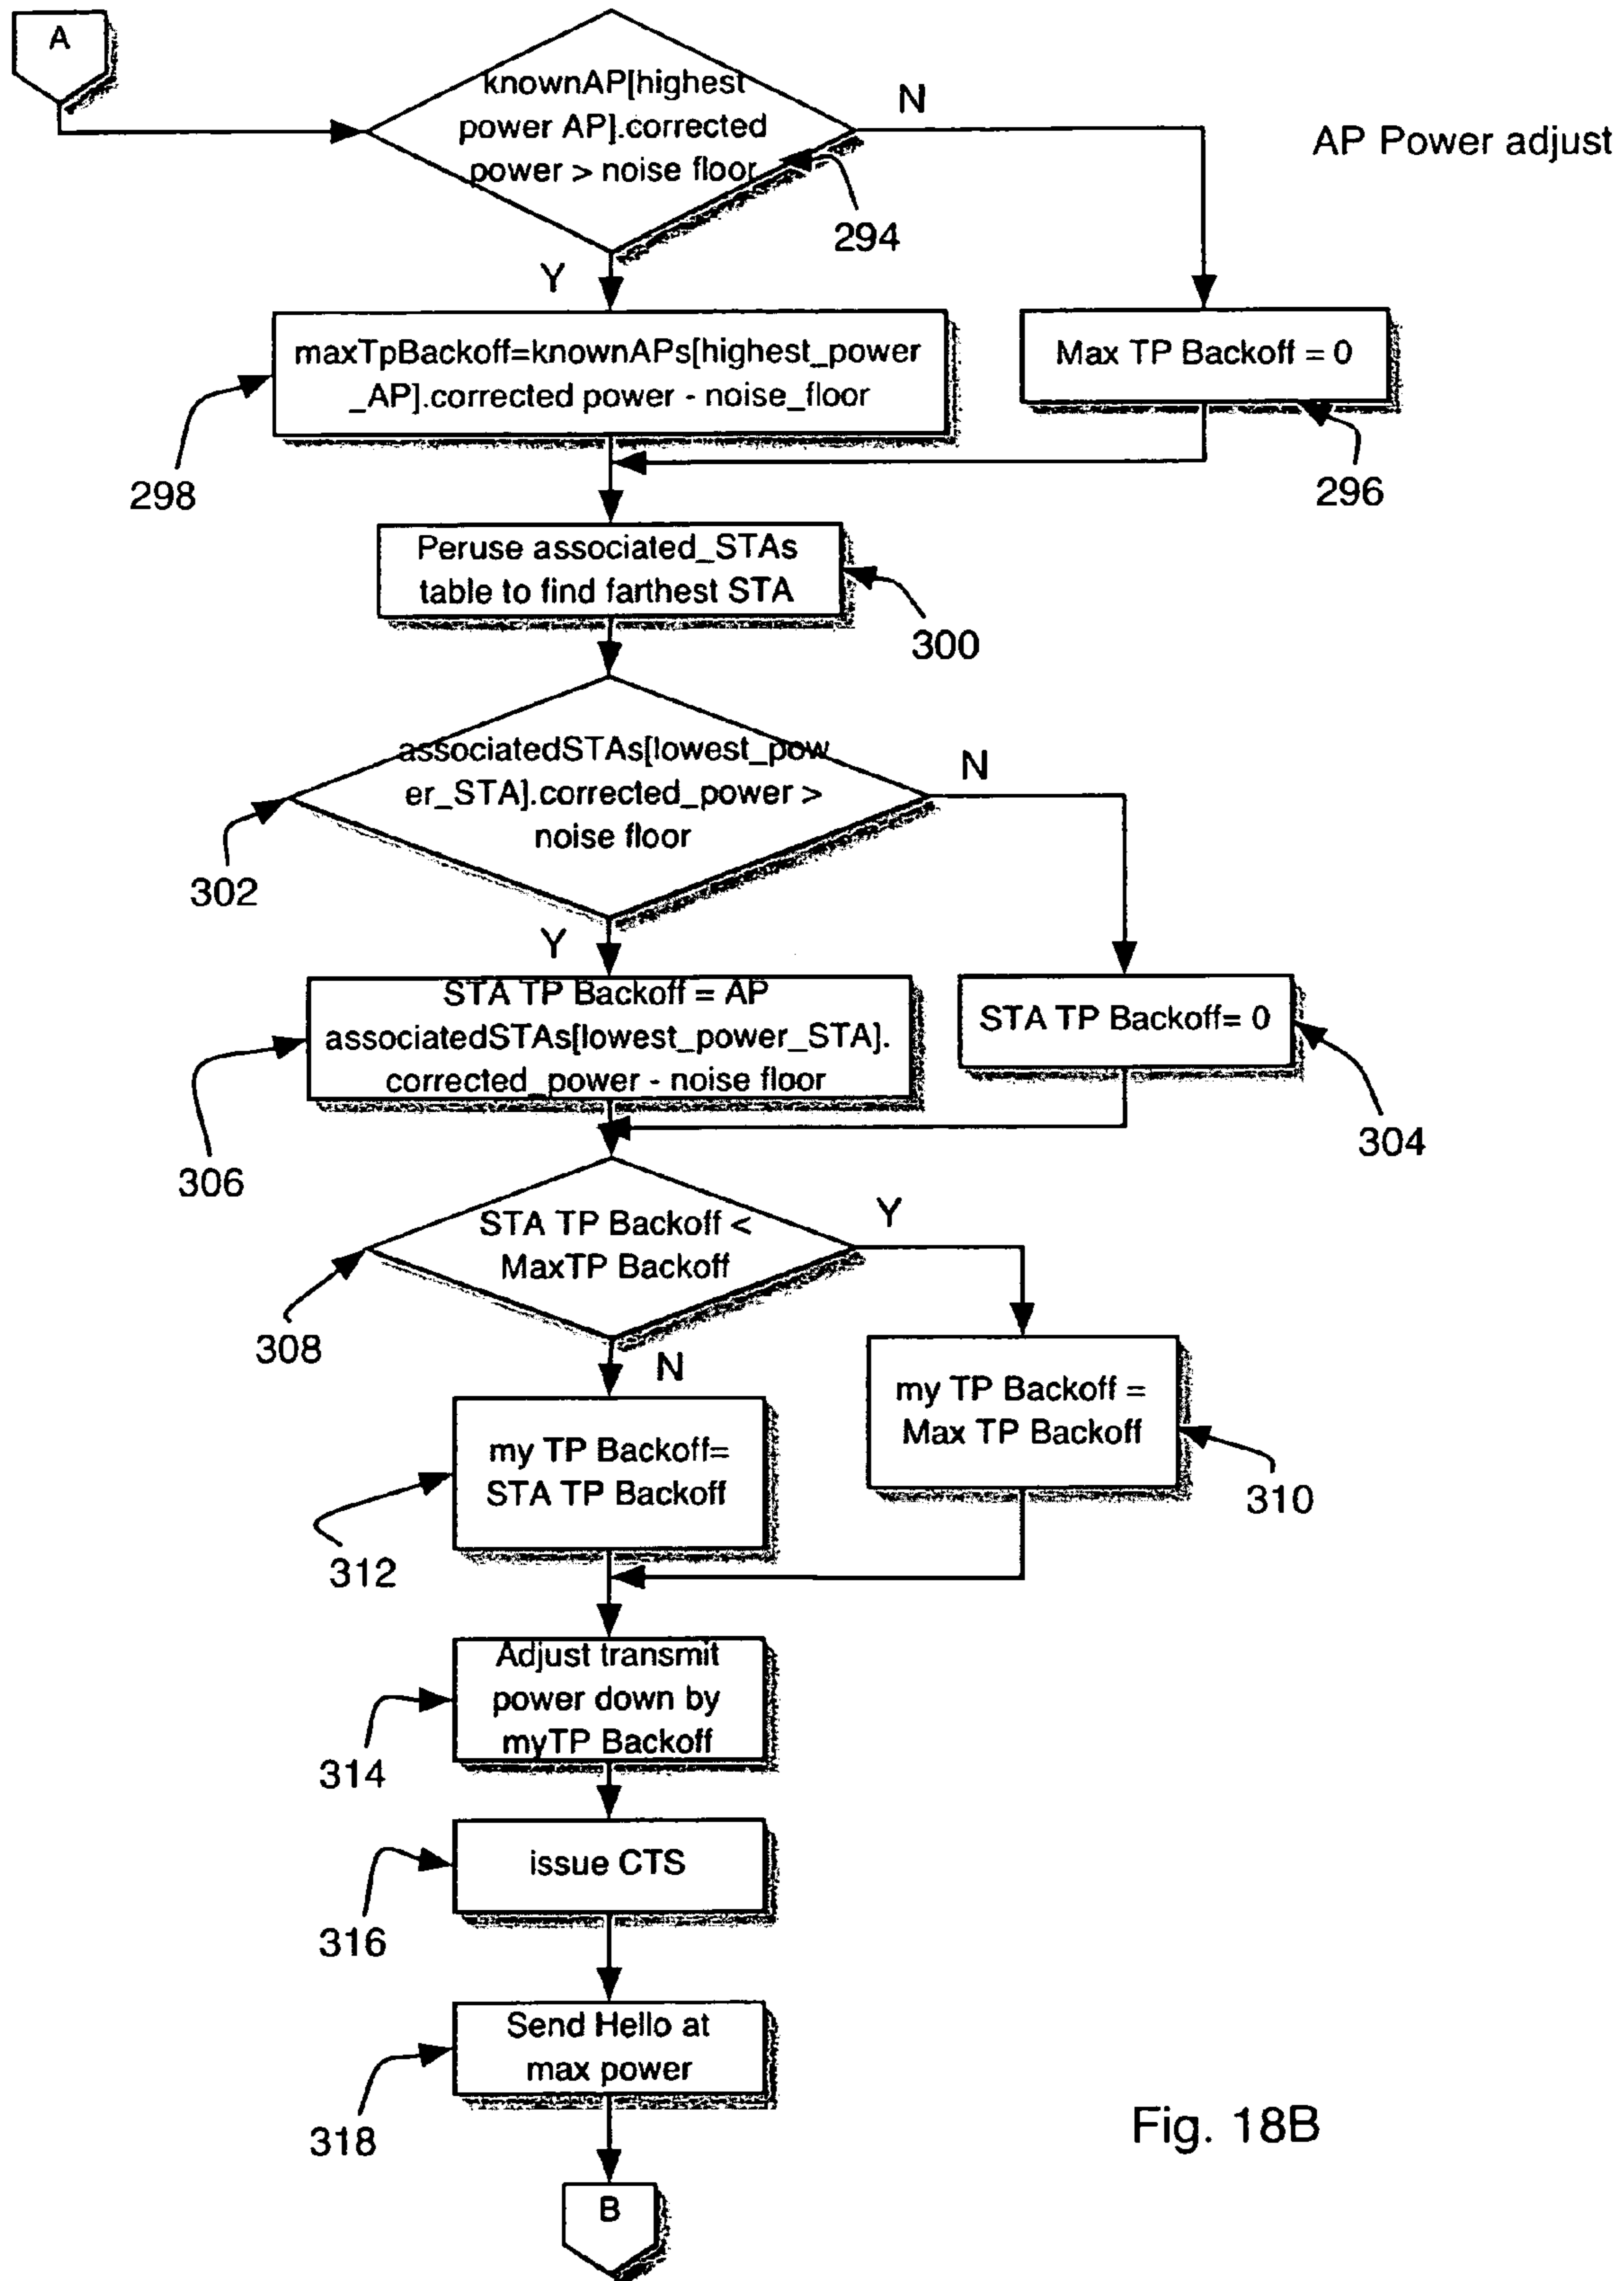 A
knownAP[highest
power AP].corrected
power > noise floor
N
AP Power adjust
294
Y
maxTpBackoff=knownAPs[highest_power
_AP].corrected power - noise_floor
Max TP Backoff = 0
298
296
Peruse associated_STAs
table to find farthest STA
300
associatedSTAs[lowest_pow
er_STA].corrected_power >
noise floor
N
302
Y
STA TP Backoff = AP
associatedSTAs[lowest_power_STA].
corrected_power - noise floor
STA TP Backoff= 0
306
304
STA TP Backoff <
MaxTP Backoff
Y
308
N
my TP Backoff =
Max TP Backoff
my TP Backoff=
STA TP Backoff
310
312
Adjust transmit
power down by
myTP Backoff
314
issue CTS
316
Send Hello at
max power
318
Fig. 18B
B